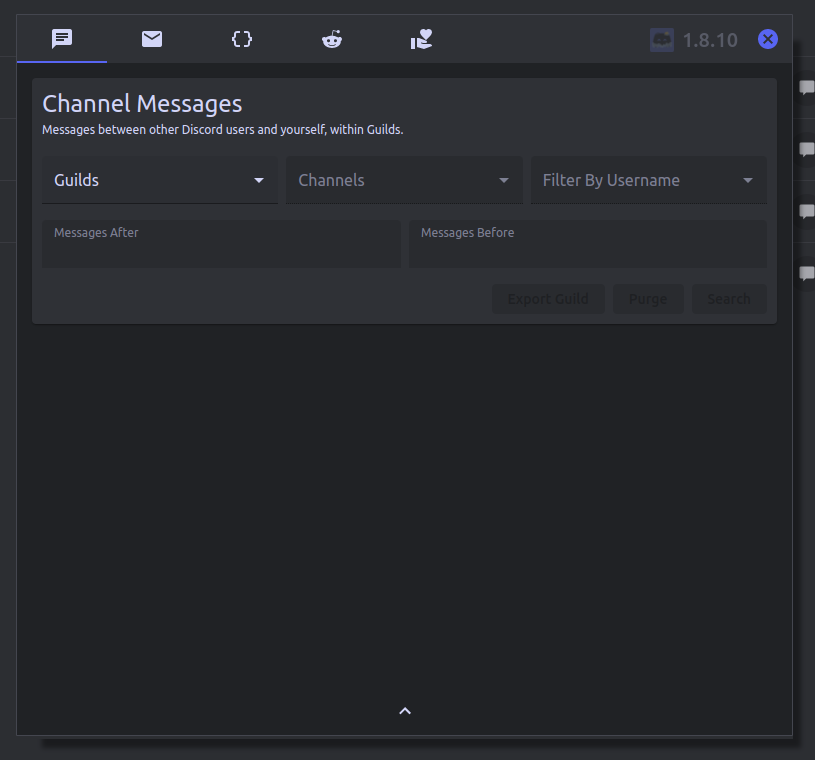 1.8.10
Channel Messages
Messages between other Discord users and yourself, within Guilds.
Guilds
Channels
Filter By Username
Messages After
Messages Before
Export Guild
Purge
Search